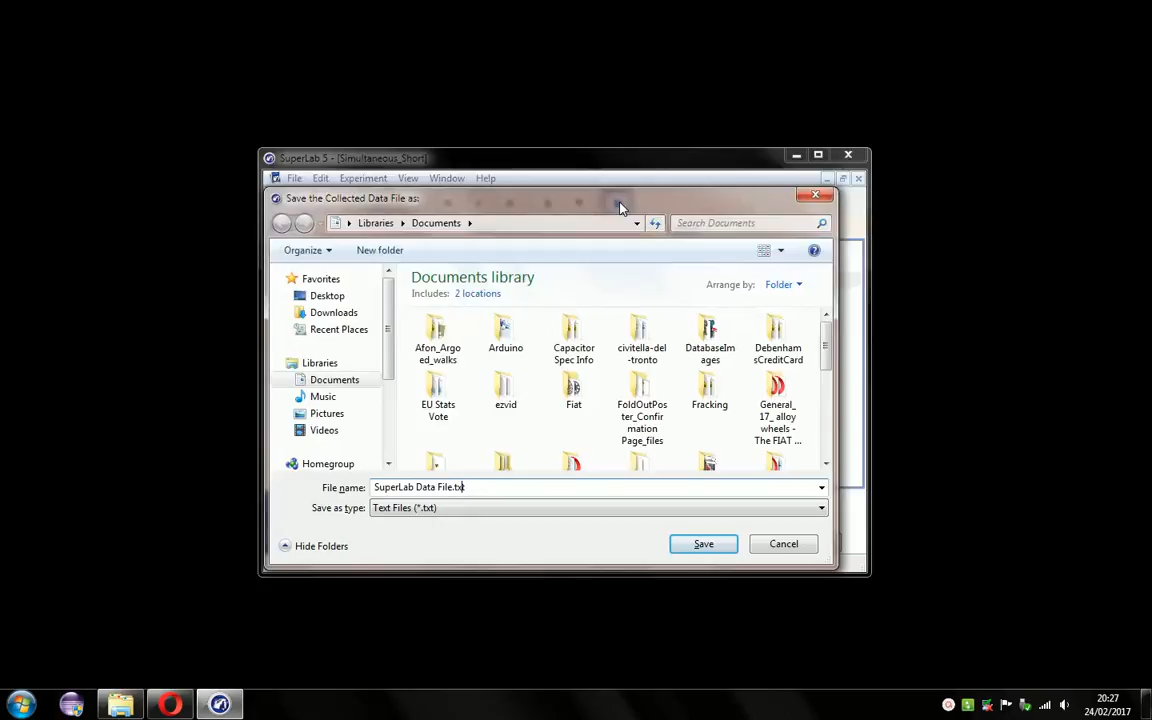 SuperLab 5 - [Simultaneous_Short]
File Edit Experiment View Window Help
Save the Collected Data File as:
Libraries Documents
Search Documents
Organize New folder
Favorites
Desktop
Downloads
Recent Places
Libraries
Documents
Music
Pictures
Videos
Homegroup
Documents library
Includes: 2 locations
Arrange by: Folder
Afon_Argo
ed_walks
Arduino
Capacitor
Spec Info
civitella-del
-tronto
DatabaseIm
ages
Debenham
sCreditCard
EU Stats
Vote
ezvid
Fiat
FoldOutPos
ter_Confir
mation
Page_files
Fracking
General_
17_ alloy
wheels -
The FIAT ...
File name: SuperLab Data File.txt
Save as type: Text Files (*.txt)
Hide Folders
Save
Cancel
20:27
24/02/2017